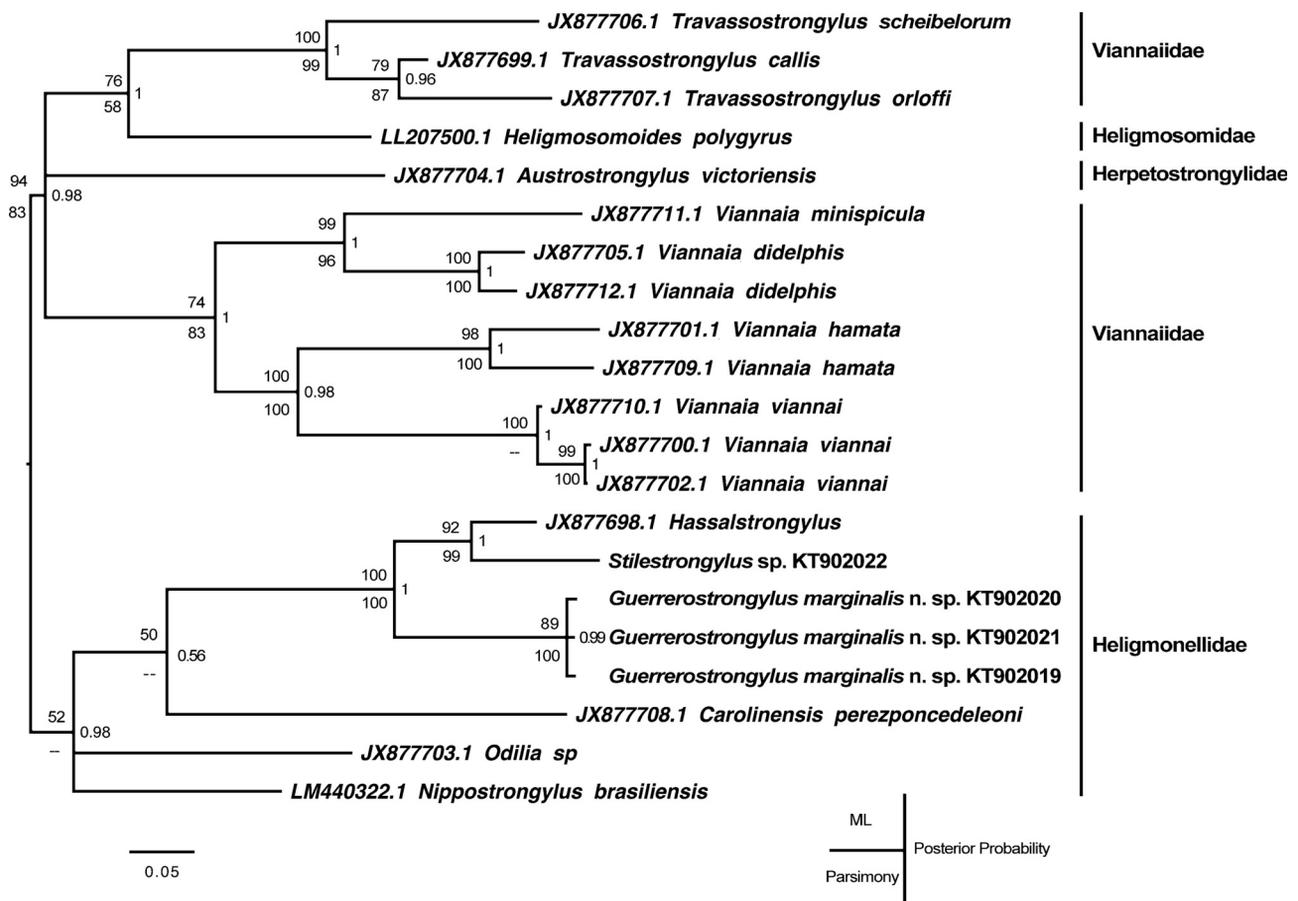 JX877706.1 Travassostrongylus scheibelorum
100
1
99
JX877699.1 Travassostrongylus callis
79
0.96
87
JX877707.1 Travassostrongylus orloffi
Viannaiidae
76
1
58
LL207500.1 Heligmosomoides polygyrus
Heligmosomidae
JX877704.1 Austrostrongylus victoriensis
Herpetostrongylidae
94
0.98
83
JX877711.1 Viannaia minispicula
99
1
96
JX877705.1 Viannaia didelphis
100
1
100
JX877712.1 Viannaia didelphis
74
1
83
JX877701.1 Viannaia hamata
98
1
100
JX877709.1 Viannaia hamata
Viannaiidae
100
0.98
100
JX877710.1 Viannaia viannai
100
1
--
JX877700.1 Viannaia viannai
99
1
100
JX877702.1 Viannaia viannai
JX877698.1 Hassalstrongylus
92
1
99
Stilestrongylus sp. KT902022
100
1
100
Guerrerostrongylus marginalis n. sp. KT902020
89
0.99
Guerrerostrongylus marginalis n. sp. KT902021
100
Guerrerostrongylus marginalis n. sp. KT902019
Heligmonellidae
50
0.56
--
JX877708.1 Carolinensis perezponcedeleoni
52
0.98
--
JX877703.1 Odilia sp
LM440322.1 Nippostrongylus brasiliensis
0.05
ML
Posterior Probability
Parsimony